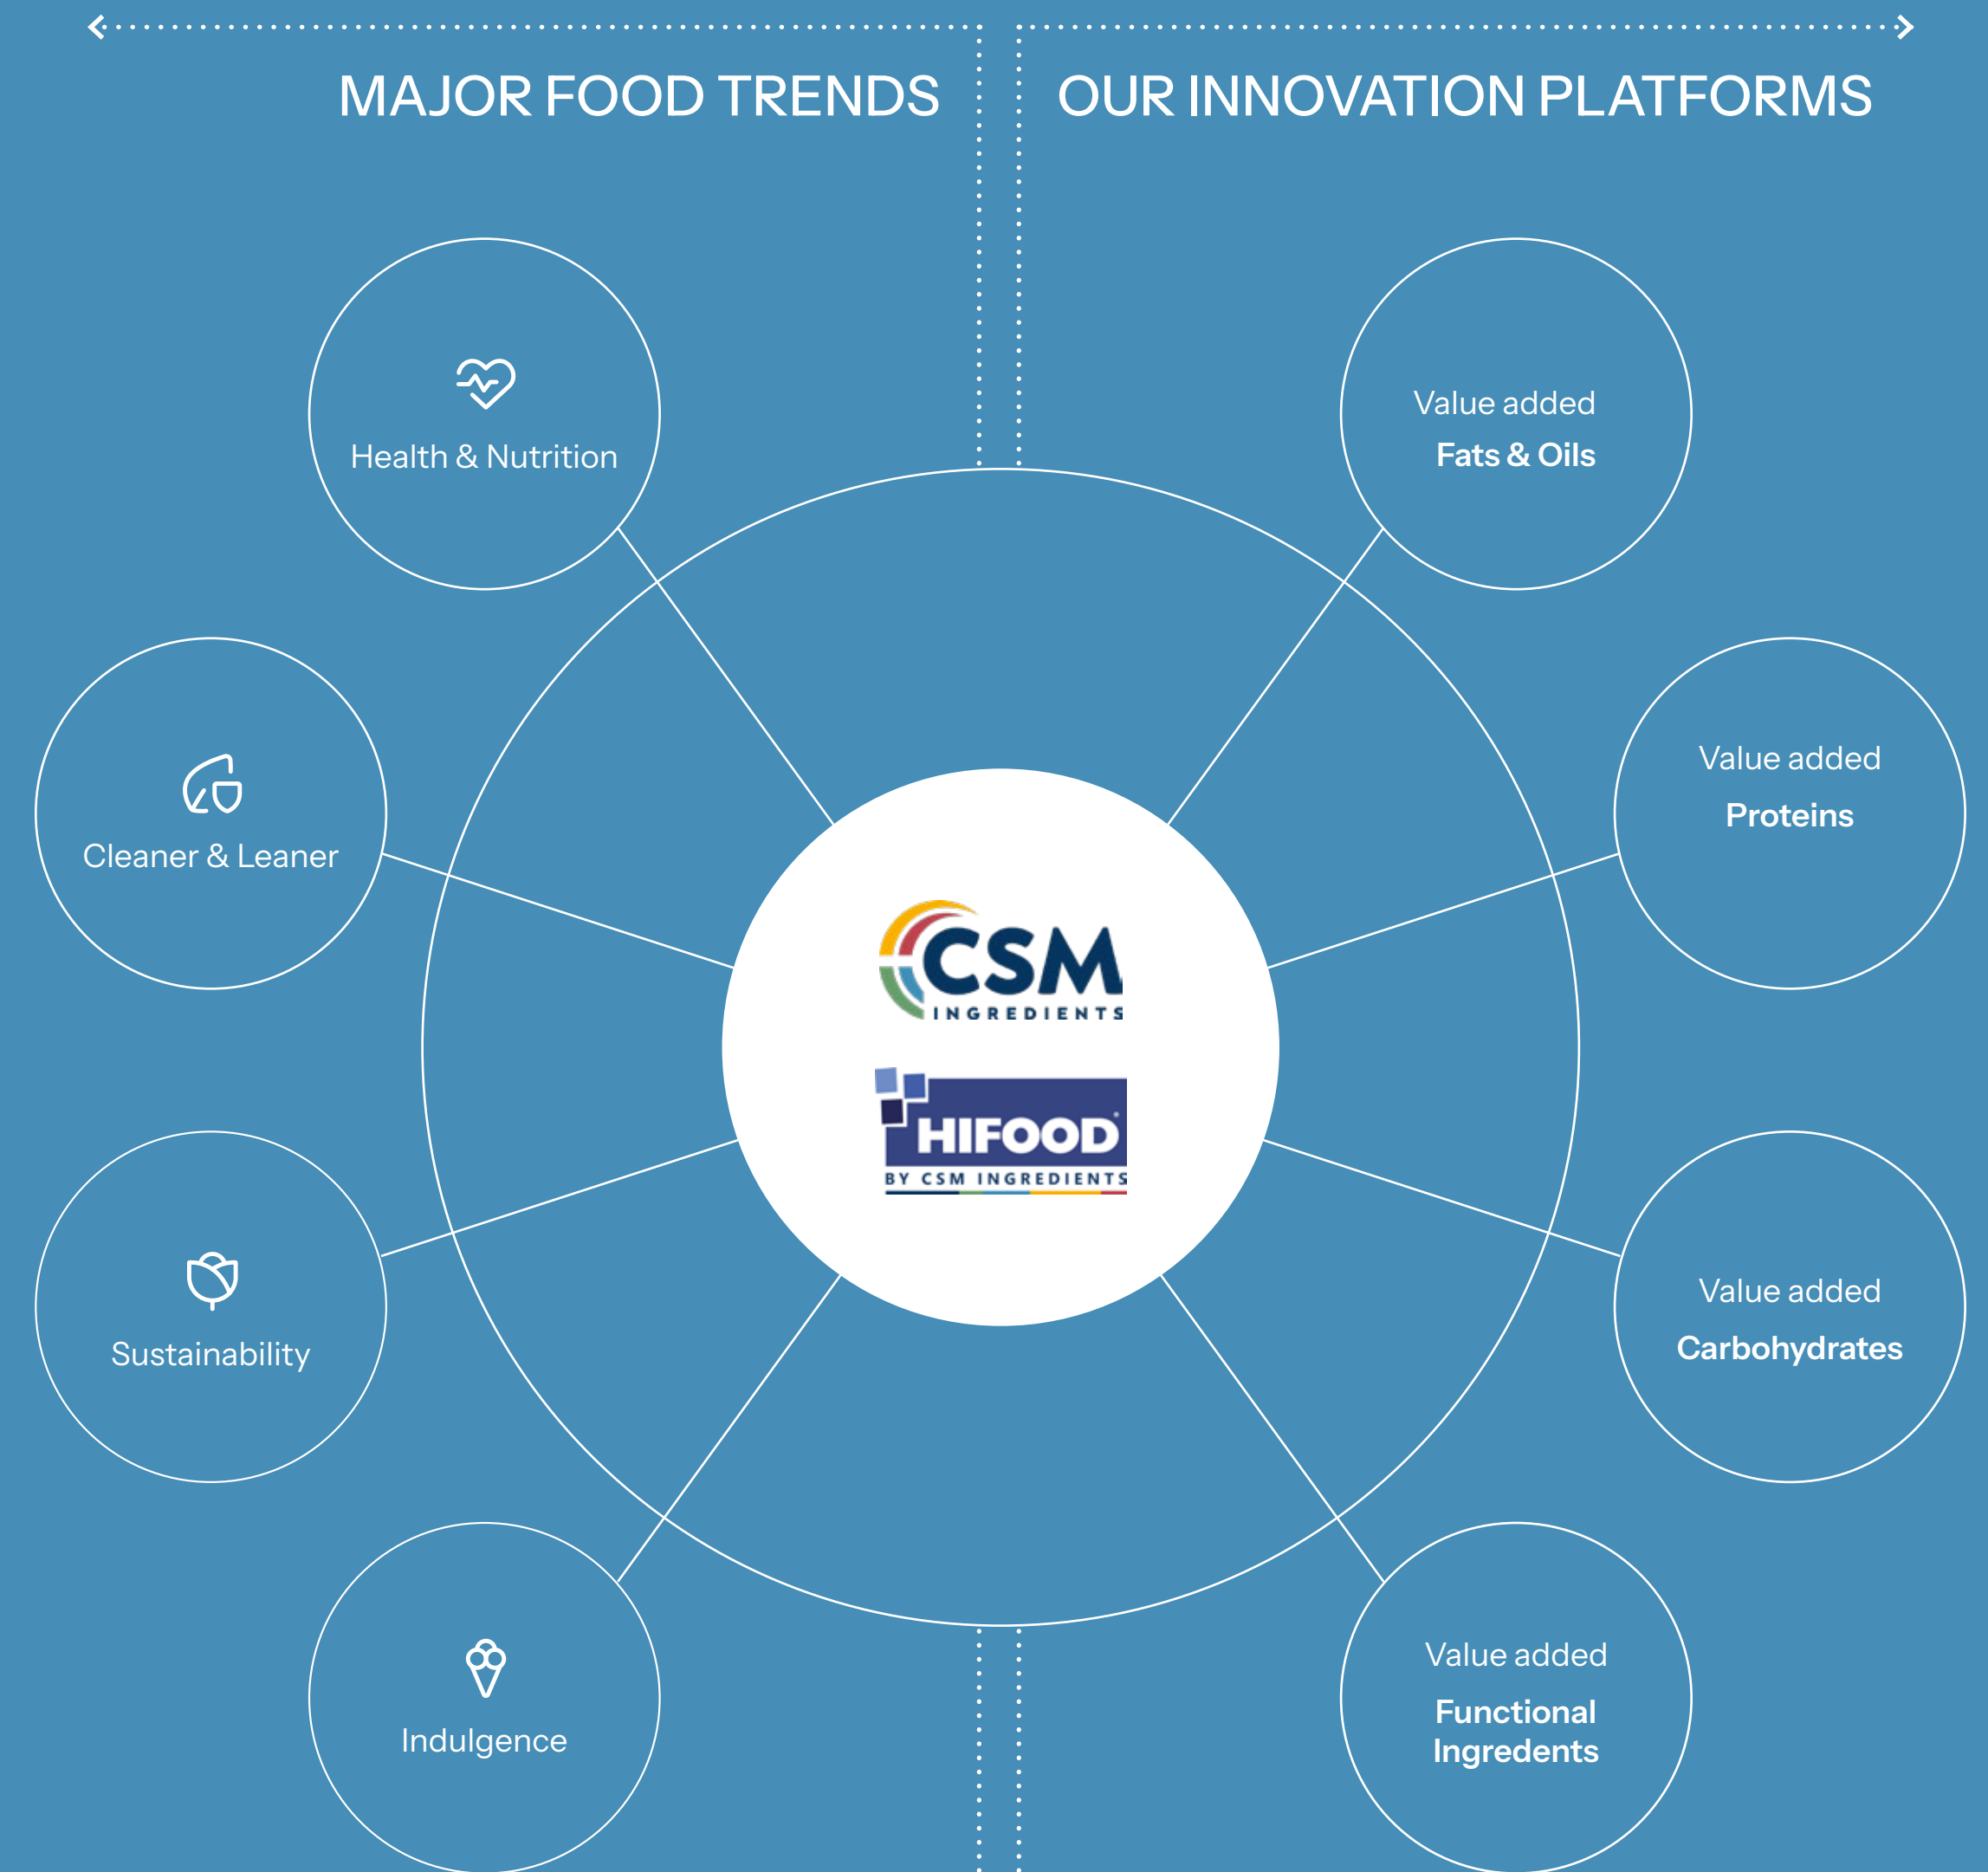 MAJOR FOOD TRENDS
OUR INNOVATION PLATFORMS
Health & Nutrition
Cleaner & Leaner
Sustainability
Indulgence
CSM
INGREDIENTS
HIFOOD®
BY CSM INGREDIENTS
Value added
Fats & Oils
Value added
Proteins
Value added
Carbohydrates
Value added
Functional
Ingredents